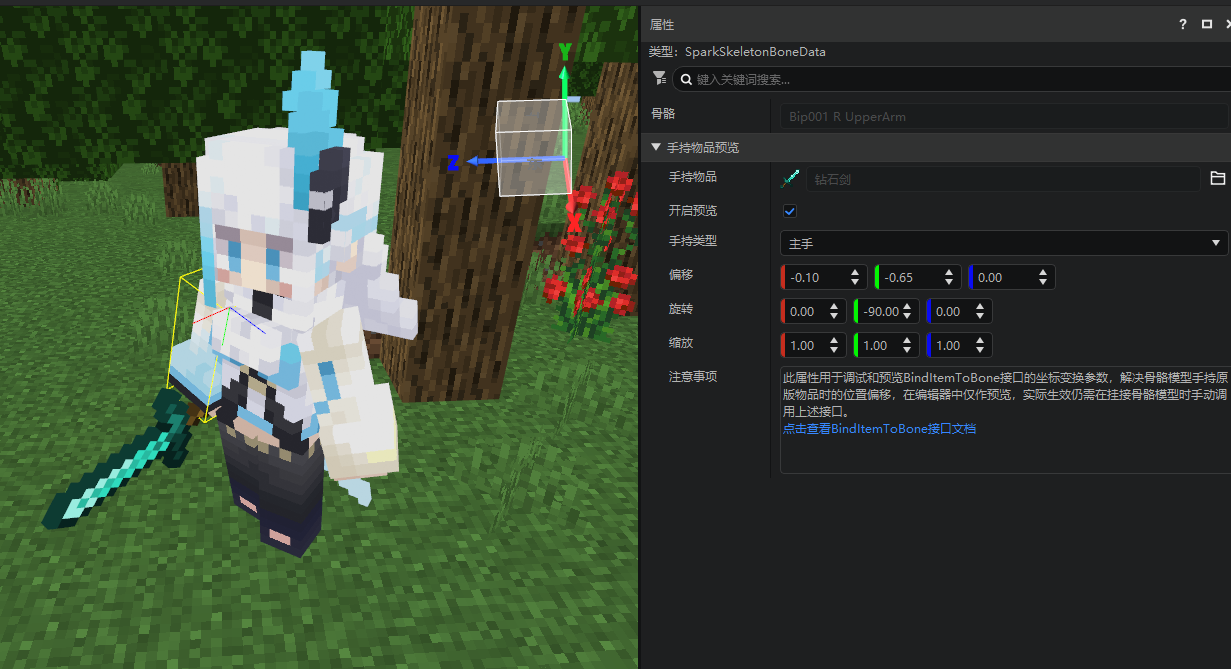 属性
?
类型: SparkSkeletonBoneData
键入关键词搜索...
骨骼
Bip001 R UpperArm
手持物品预览
手持物品
钻石剑
开启预览
手持类型
主手
偏移
-0.10
-0.65
0.00
旋转
0.00
-90.00
0.00
缩放
1.00
1.00
1.00
注意事项
此属性用于调试和预览BindItemToBone接口的坐标变换参数，解决骨骼模型手持原
版物品时的位置偏移，在编辑器中仅作预览，实际生效仍需在挂接骨骼模型时手动调
用上述接口。
点击查看BindItemToBone接口文档
Y
Z
X